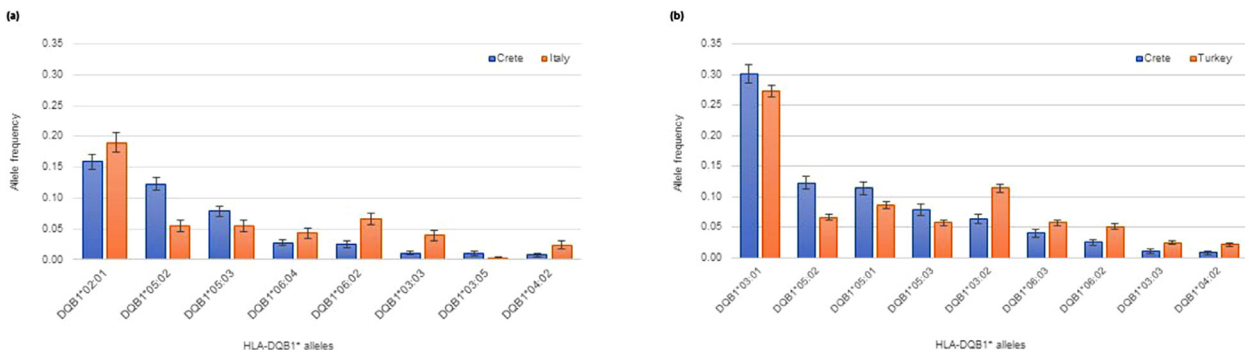 (a)
0.35
0.30
0.25
0.20
0.15
0.10
0.05
0.00
Allele frequency
Crete Italy
DQB1*02:01
DQB1*05:02
DQB1*05:03
DQB1*06:04
DQB1*06:02
DQB1*03:03
DQB1*03:05
DQB1*04:02
HLA-DQB1* alleles
(b)
0.35
0.30
0.25
0.20
0.15
0.10
0.05
0.00
Allele frequency
Crete Turkey
DQB1*03:01
DQB1*05:02
DQB1*05:01
DQB1*05:03
DQB1*03:02
DQB1*06:03
DQB1*06:02
DQB1*03:03
DQB1*04:02
HLA-DQB1* alleles